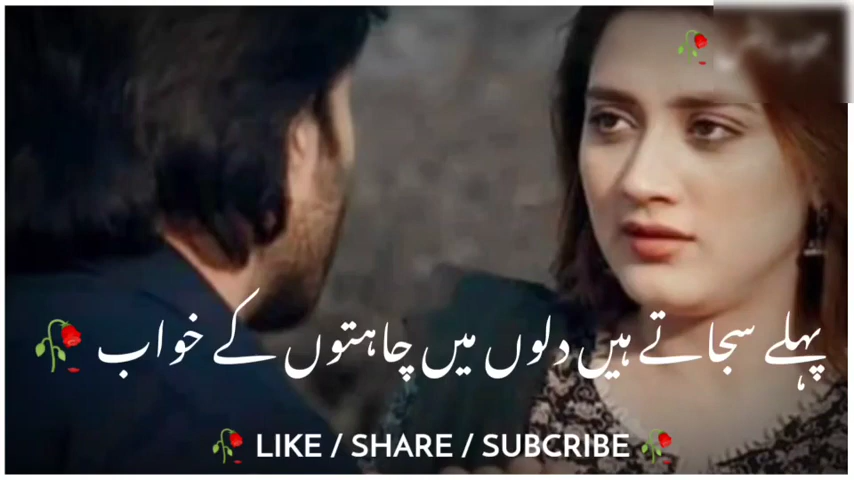 پہلے سجاتے ہیں دلوں میں چاہتوں کے خواب
LIKE / SHARE / SUBCRIBE